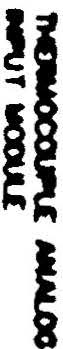 THERMOCOUPLE ANALOG
INPUT MODULE